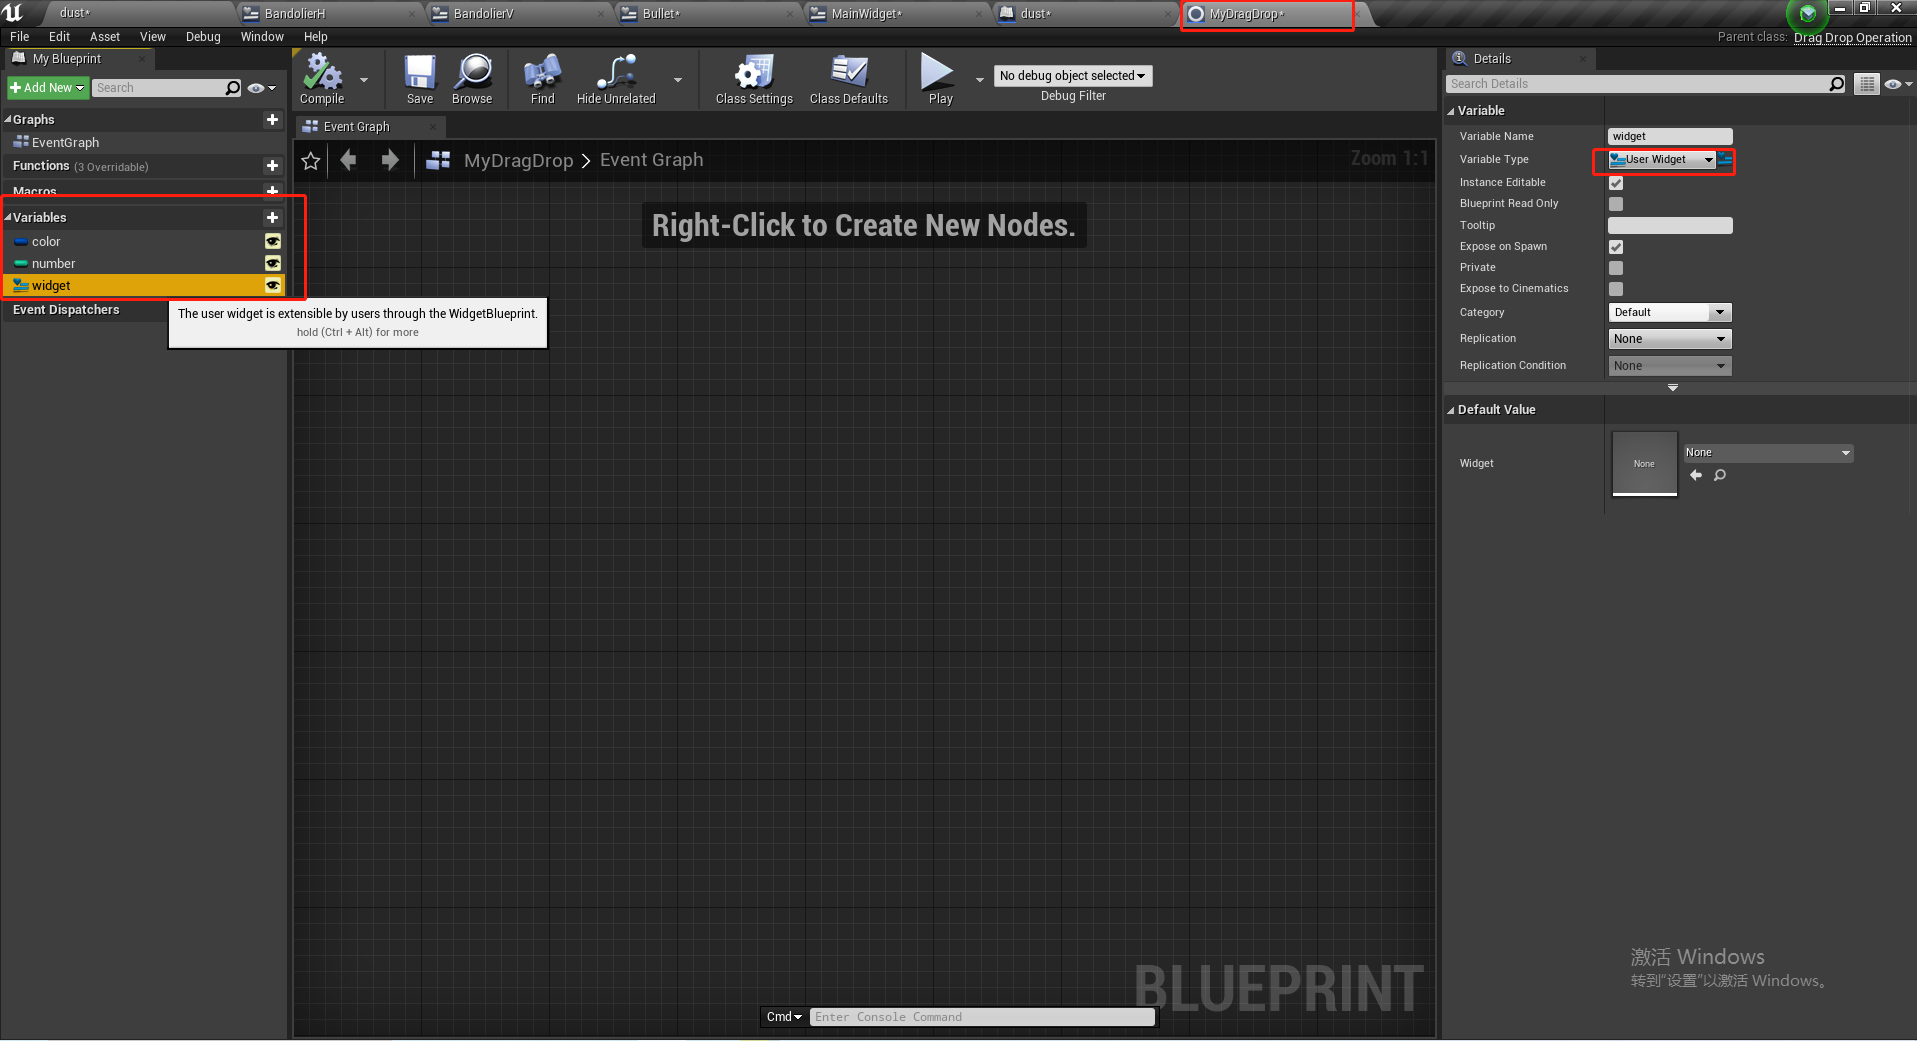 dust*
BandolierH
BandolierV
Bullet*
MainWidget*
dust*
MyDragDrop*
File Edit Asset View Debug Window Help
Parent class: Drag Drop Operation
My Blueprint
Add New
Search
Graphs
EventGraph
Functions (3 Overridable)
Macros
Variables
color
number
widget
Event Dispatchers
The user widget is extensible by users through the WidgetBlueprint.
hold (Ctrl + Alt) for more
Compile
Save
Browse
Find
Hide Unrelated
Class Settings
Class Defaults
Play
No debug object selected
Debug Filter
Event Graph
MyDragDrop > Event Graph
Zoom 1:1
Right-Click to Create New Nodes.
BLUEPRINT
Cmd
Enter Console Command
Details
Search Details
Variable
Variable Name widget
Variable Type User Widget
Instance Editable
Blueprint Read Only
Tooltip
Expose on Spawn
Private
Expose to Cinematics
Category Default
Replication None
Replication Condition None
Default Value
Widget
None
None
激活 Windows
转到“设置”以激活 Windows。